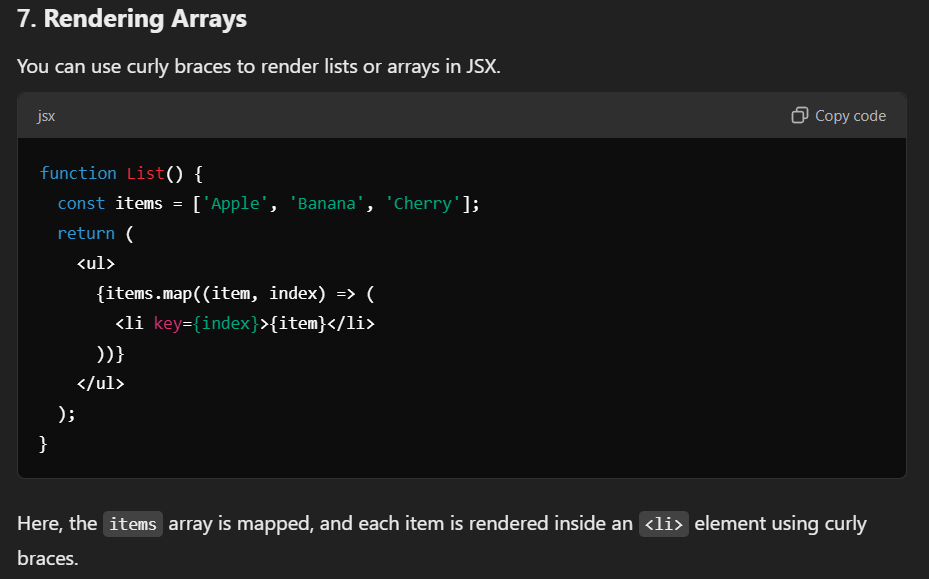 7. Rendering Arrays
You can use curly braces to render lists or arrays in JSX.
jsx
Copy code
function List() {
  const items = ['Apple', 'Banana', 'Cherry'];
  return (
    <ul>
      {items.map((item, index) => (
        <li key={index}>{item}</li>
      ))}
    </ul>
  );
}
Here, the items array is mapped, and each item is rendered inside an <li> element using curly
braces.